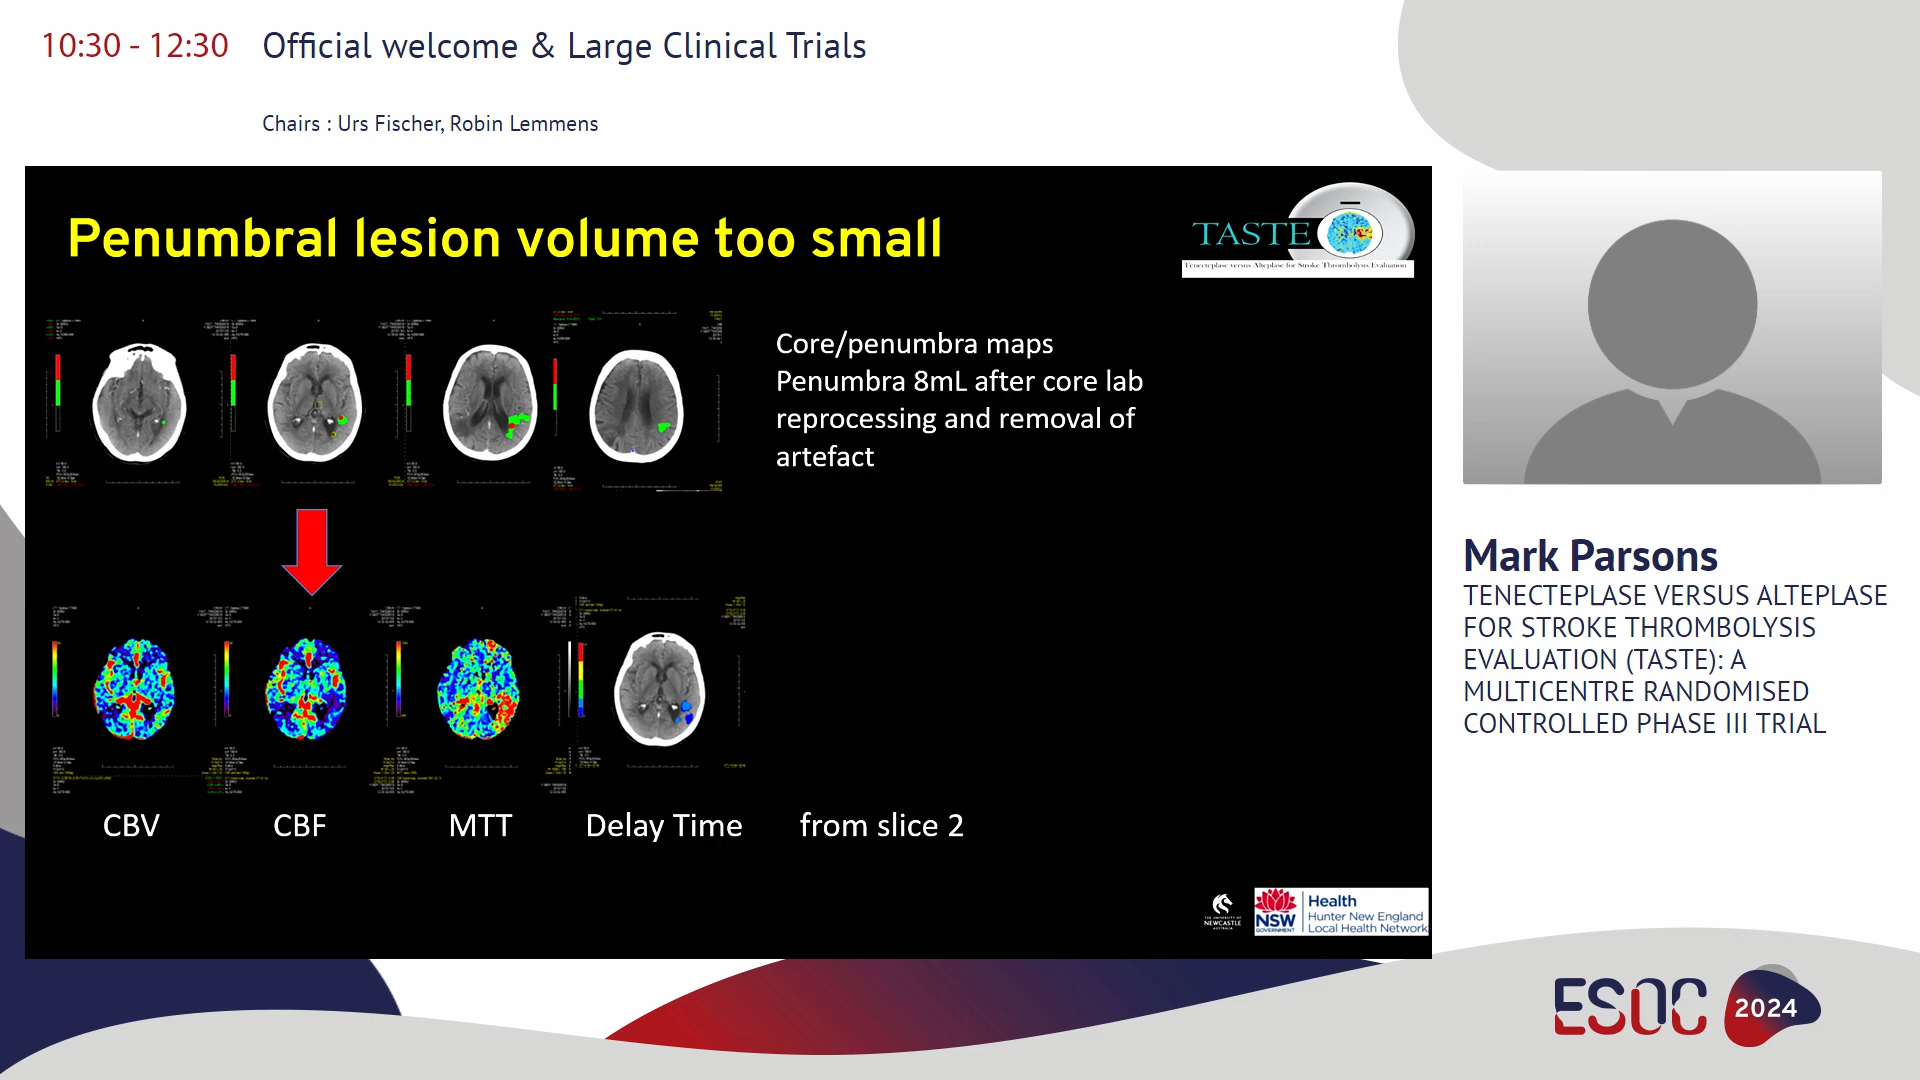 10:30 - 12:30 Official welcome & Large Clinical Trials
Chairs : Urs Fischer, Robin Lemmens
Penumbral lesion volume too small
TASTE
Tenecteplase versus Alteplase for Stroke Thrombolysis Evaluation
Core/penumbra maps
Penumbra 8mL after core lab
reprocessing and removal of
artefact
CBV CBF MTT Delay Time from slice 2
THE UNIVERSITY OF
NEWCASTLE
AUSTRALIA
NSW
GOVERNMENT
Health
Hunter New England
Local Health Network
Mark Parsons
TENECTEPLASE VERSUS ALTEPLASE
FOR STROKE THROMBOLYSIS
EVALUATION (TASTE): A
MULTICENTRE RANDOMISED
CONTROLLED PHASE III TRIAL
ESOC 2024